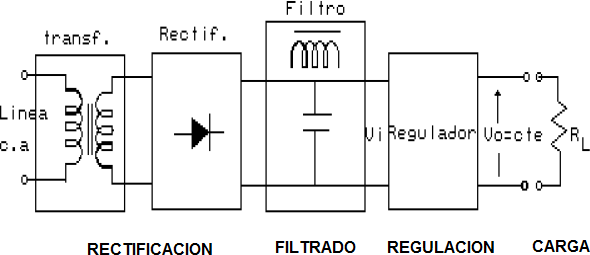 Filtro
transf.
Rectif.
Linea
c.a
Vi
Regulador
Vo=cte
RL
RECTIFICACION
FILTRADO
REGULACION
CARGA